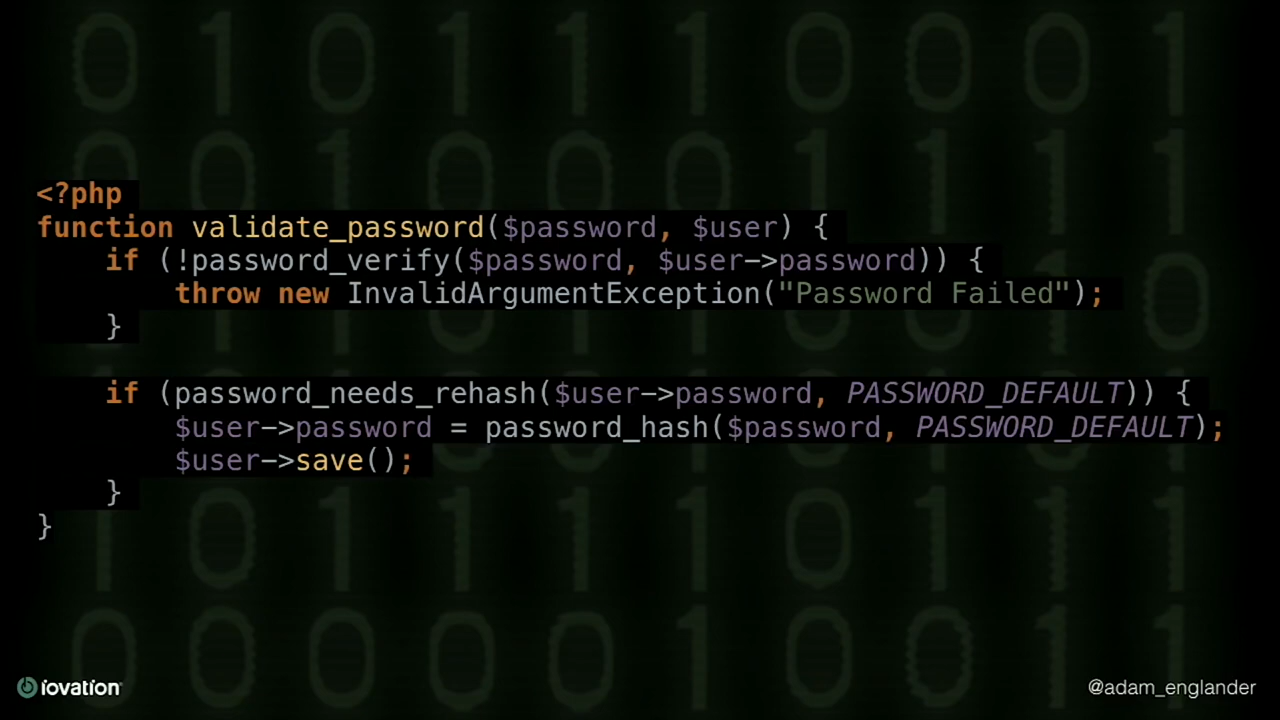 <?php
function validate_password($password, $user) {
    if (!password_verify($password, $user->password)) {
        throw new InvalidArgumentException("Password Failed");
    }
    if (password_needs_rehash($user->password, PASSWORD_DEFAULT)) {
        $user->password = password_hash($password, PASSWORD_DEFAULT);
        $user->save();
    }
}
iovation
@adam_englander